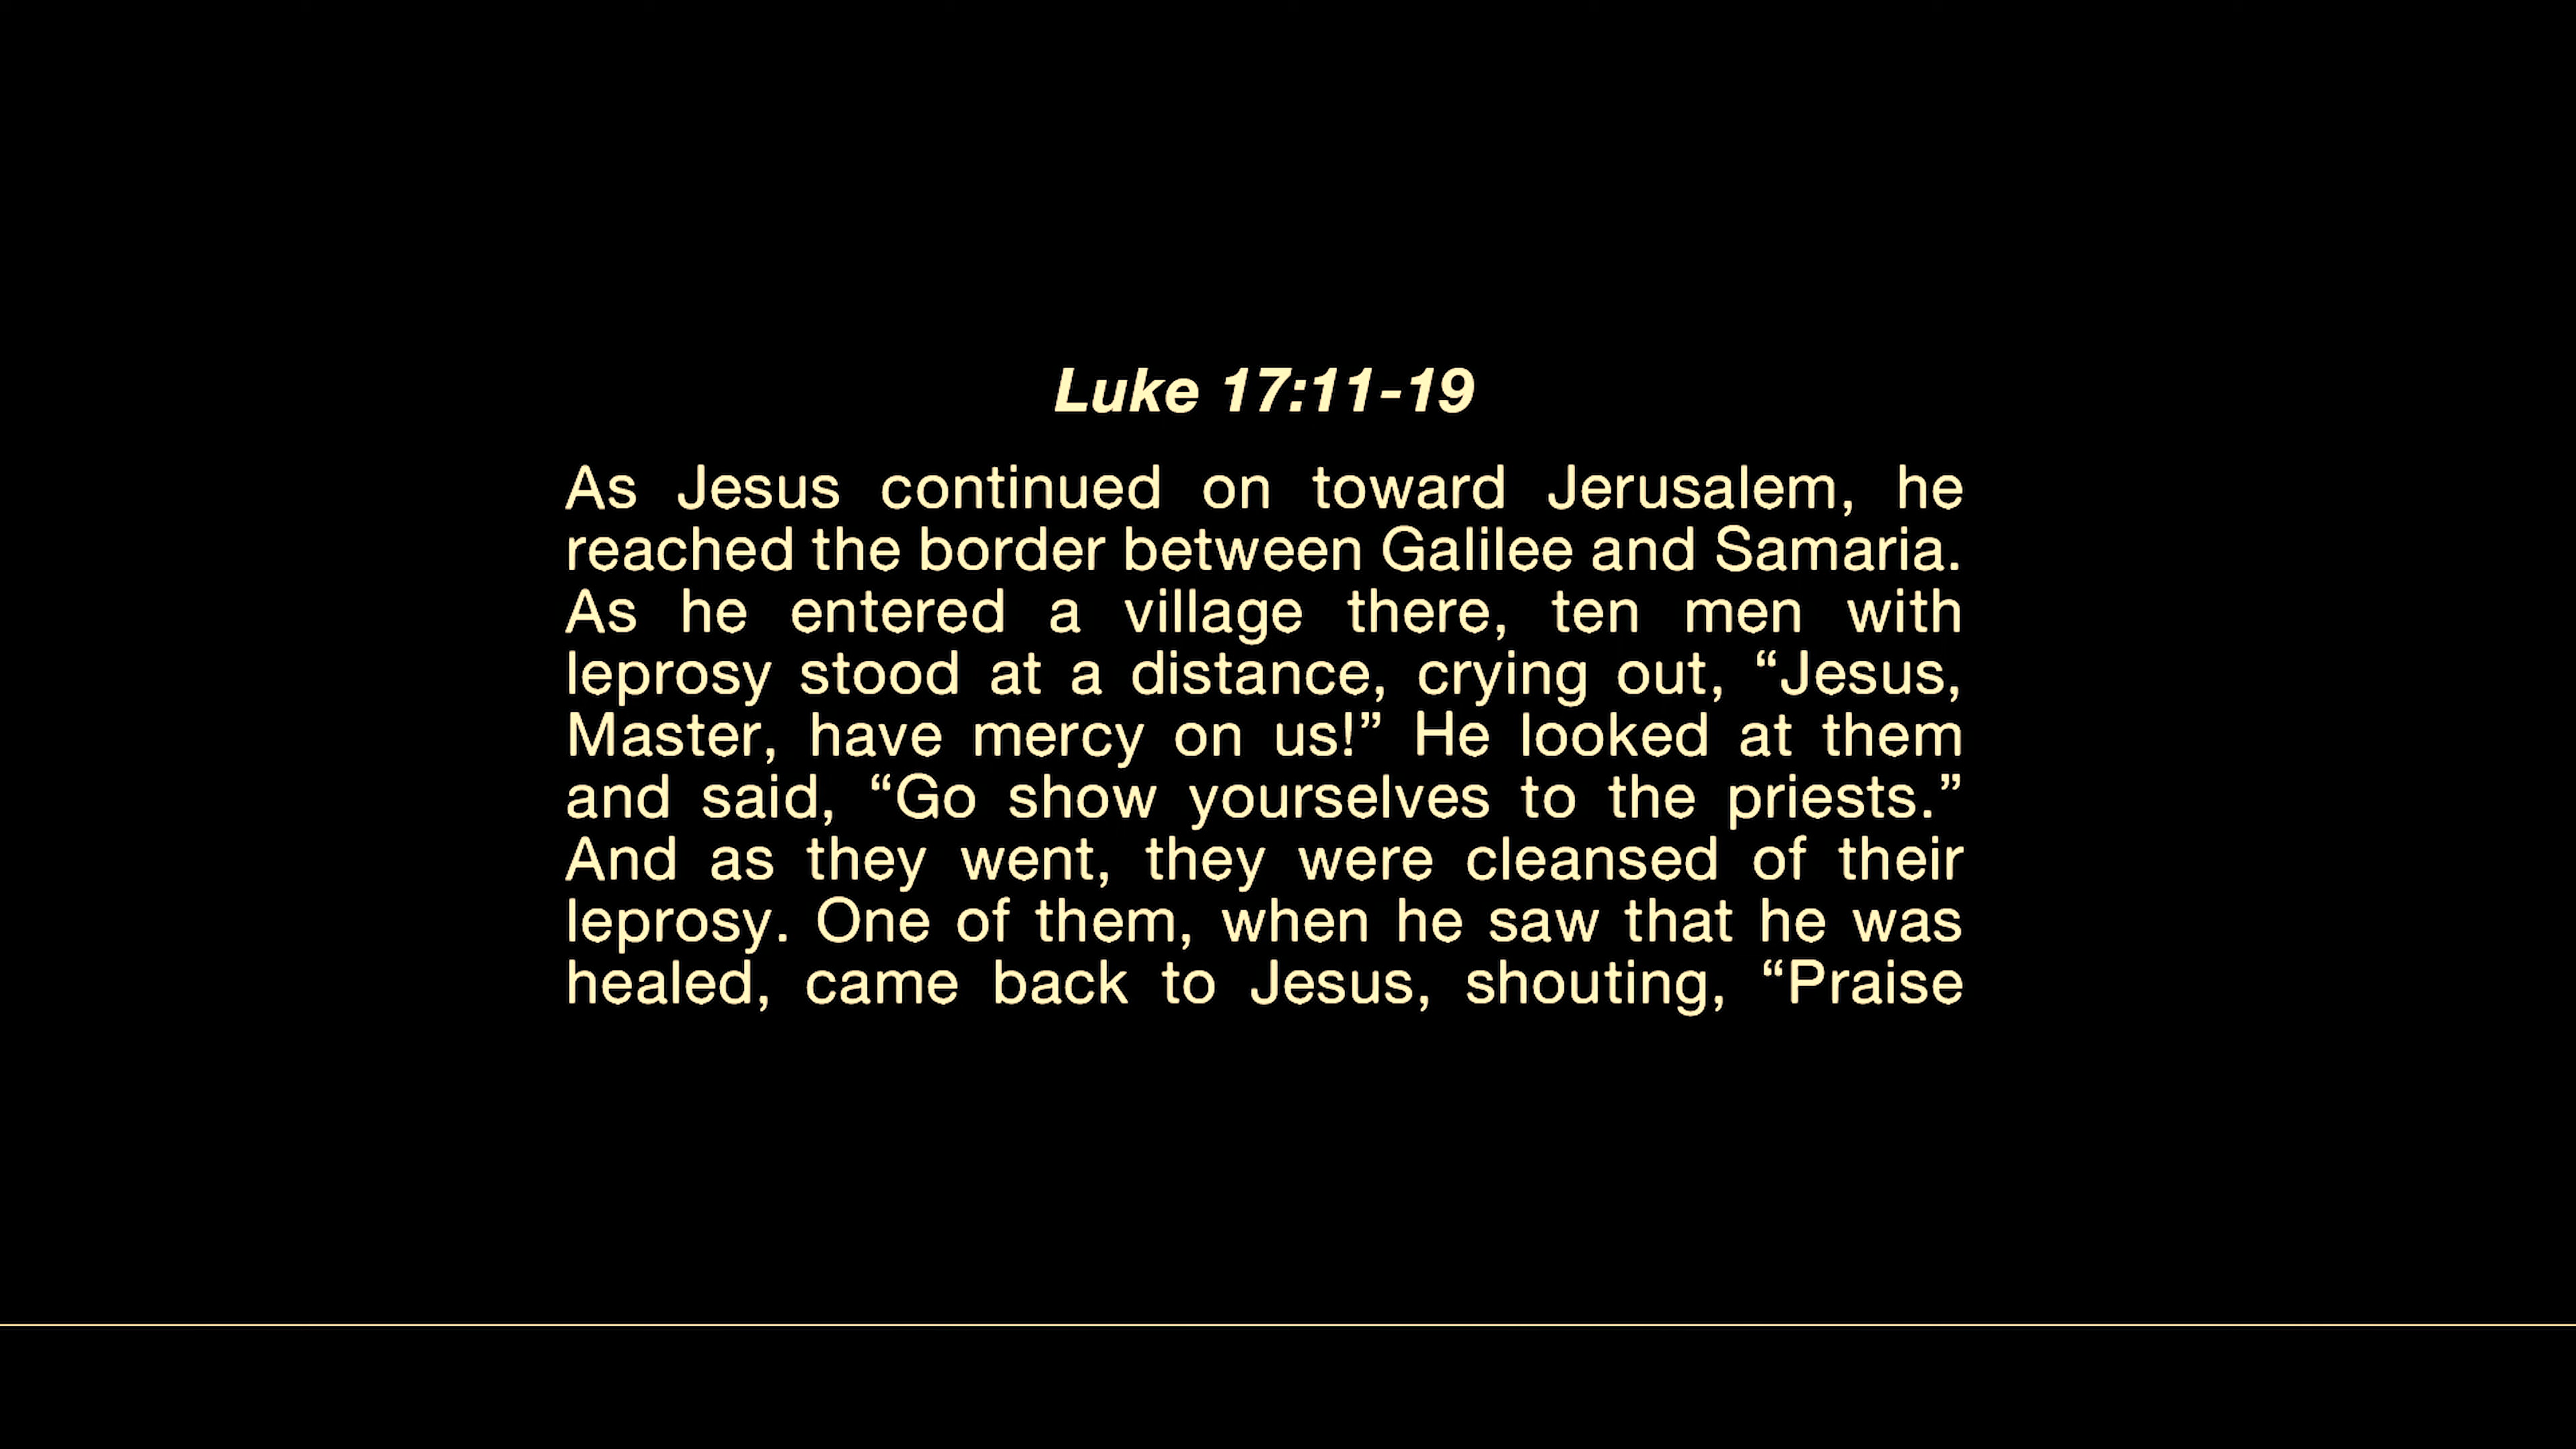 Luke 17:11-19
As Jesus continued on toward Jerusalem, he
reached the border between Galilee and Samaria.
As he entered a village there, ten men with
leprosy stood at a distance, crying out, “Jesus,
Master, have mercy on us!” He looked at them
and said, “Go show yourselves to the priests.”
And as they went, they were cleansed of their
leprosy. One of them, when he saw that he was
healed, came back to Jesus, shouting, “Praise